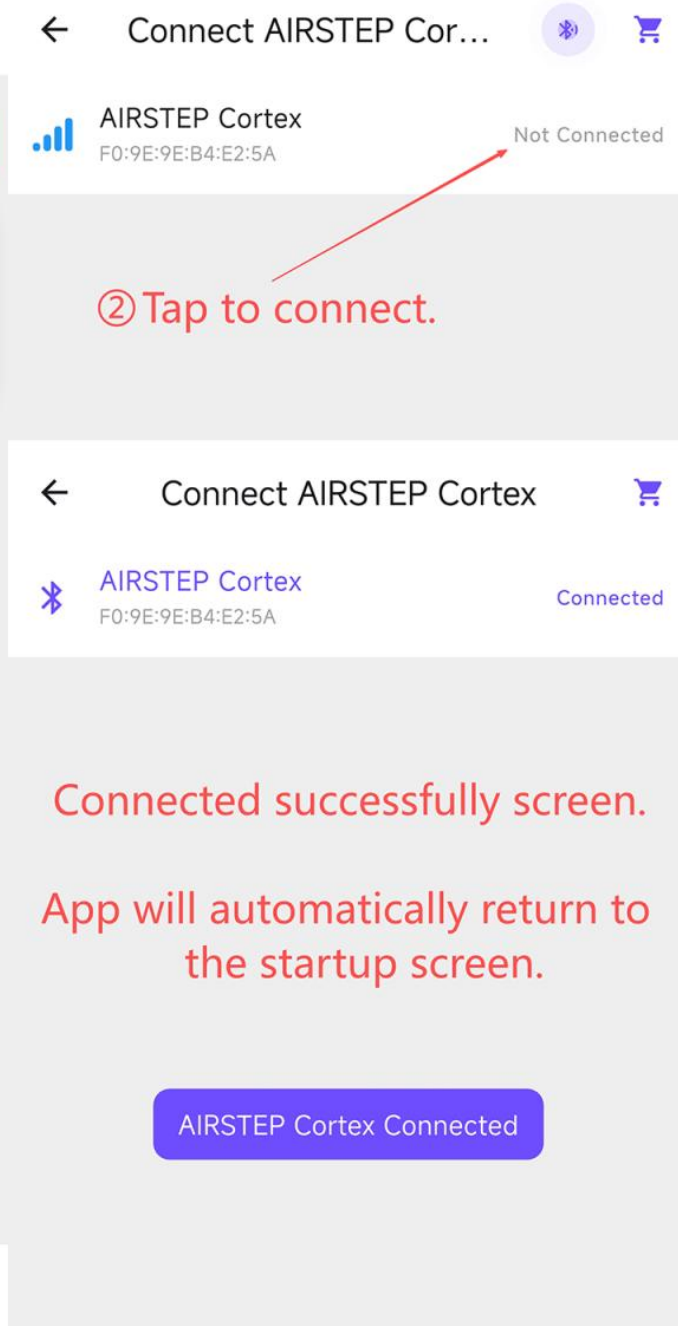 Connect AIRSTEP Cor...
AIRSTEP Cortex
Not Connected
F0:9E:9E:B4:E2:5A
② Tap to connect.
Connect AIRSTEP Cortex
AIRSTEP Cortex
Connected
F0:9E:9E:B4:E2:5A
Connected successfully screen.
App will automatically return to
the startup screen.
AIRSTEP Cortex Connected